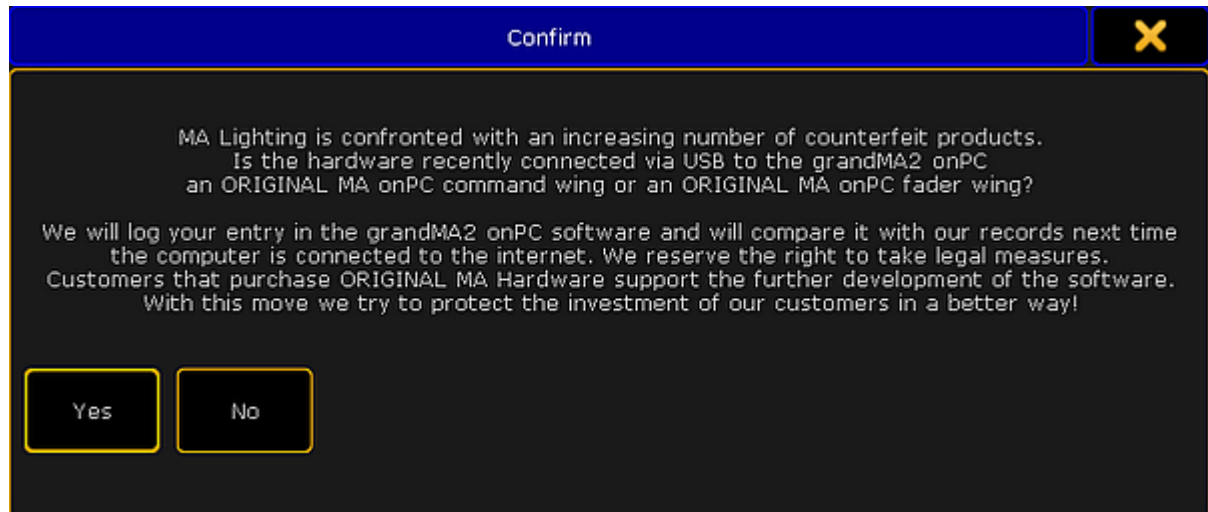 Confirm
MA Lighting is confronted with an increasing number of counterfeit products.
Is the hardware recently connected via USB to the grandMA2 onPC
an ORIGINAL MA onPC command wing or an ORIGINAL MA onPC fader wing?
We will log your entry in the grandMA2 onPC software and will compare it with our records next time
the computer is connected to the internet. We reserve the right to take legal measures.
Customers that purchase ORIGINAL MA Hardware support the further development of the software.
With this move we try to protect the investment of our customers in a better way!
Yes No